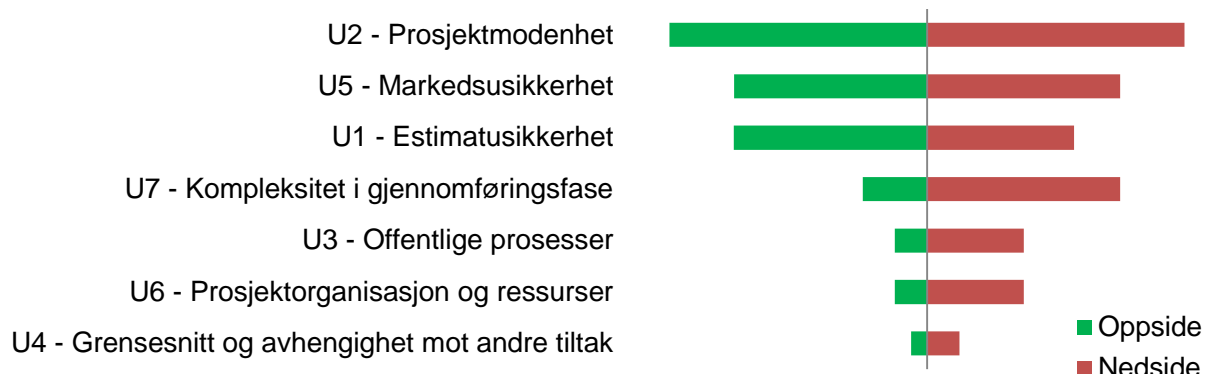 U2 - Prosjektmodenhet
U5 - Markedsusikkerhet
U1 - Estimatusikkerhet
U7 - Kompleksitet i gjennomføringsfase
U3 - Offentlige prosesser
U6 - Prosjektorganisasjon og ressurser
U4 - Grensesnitt og avhengighet mot andre tiltak
Oppside
Nedside